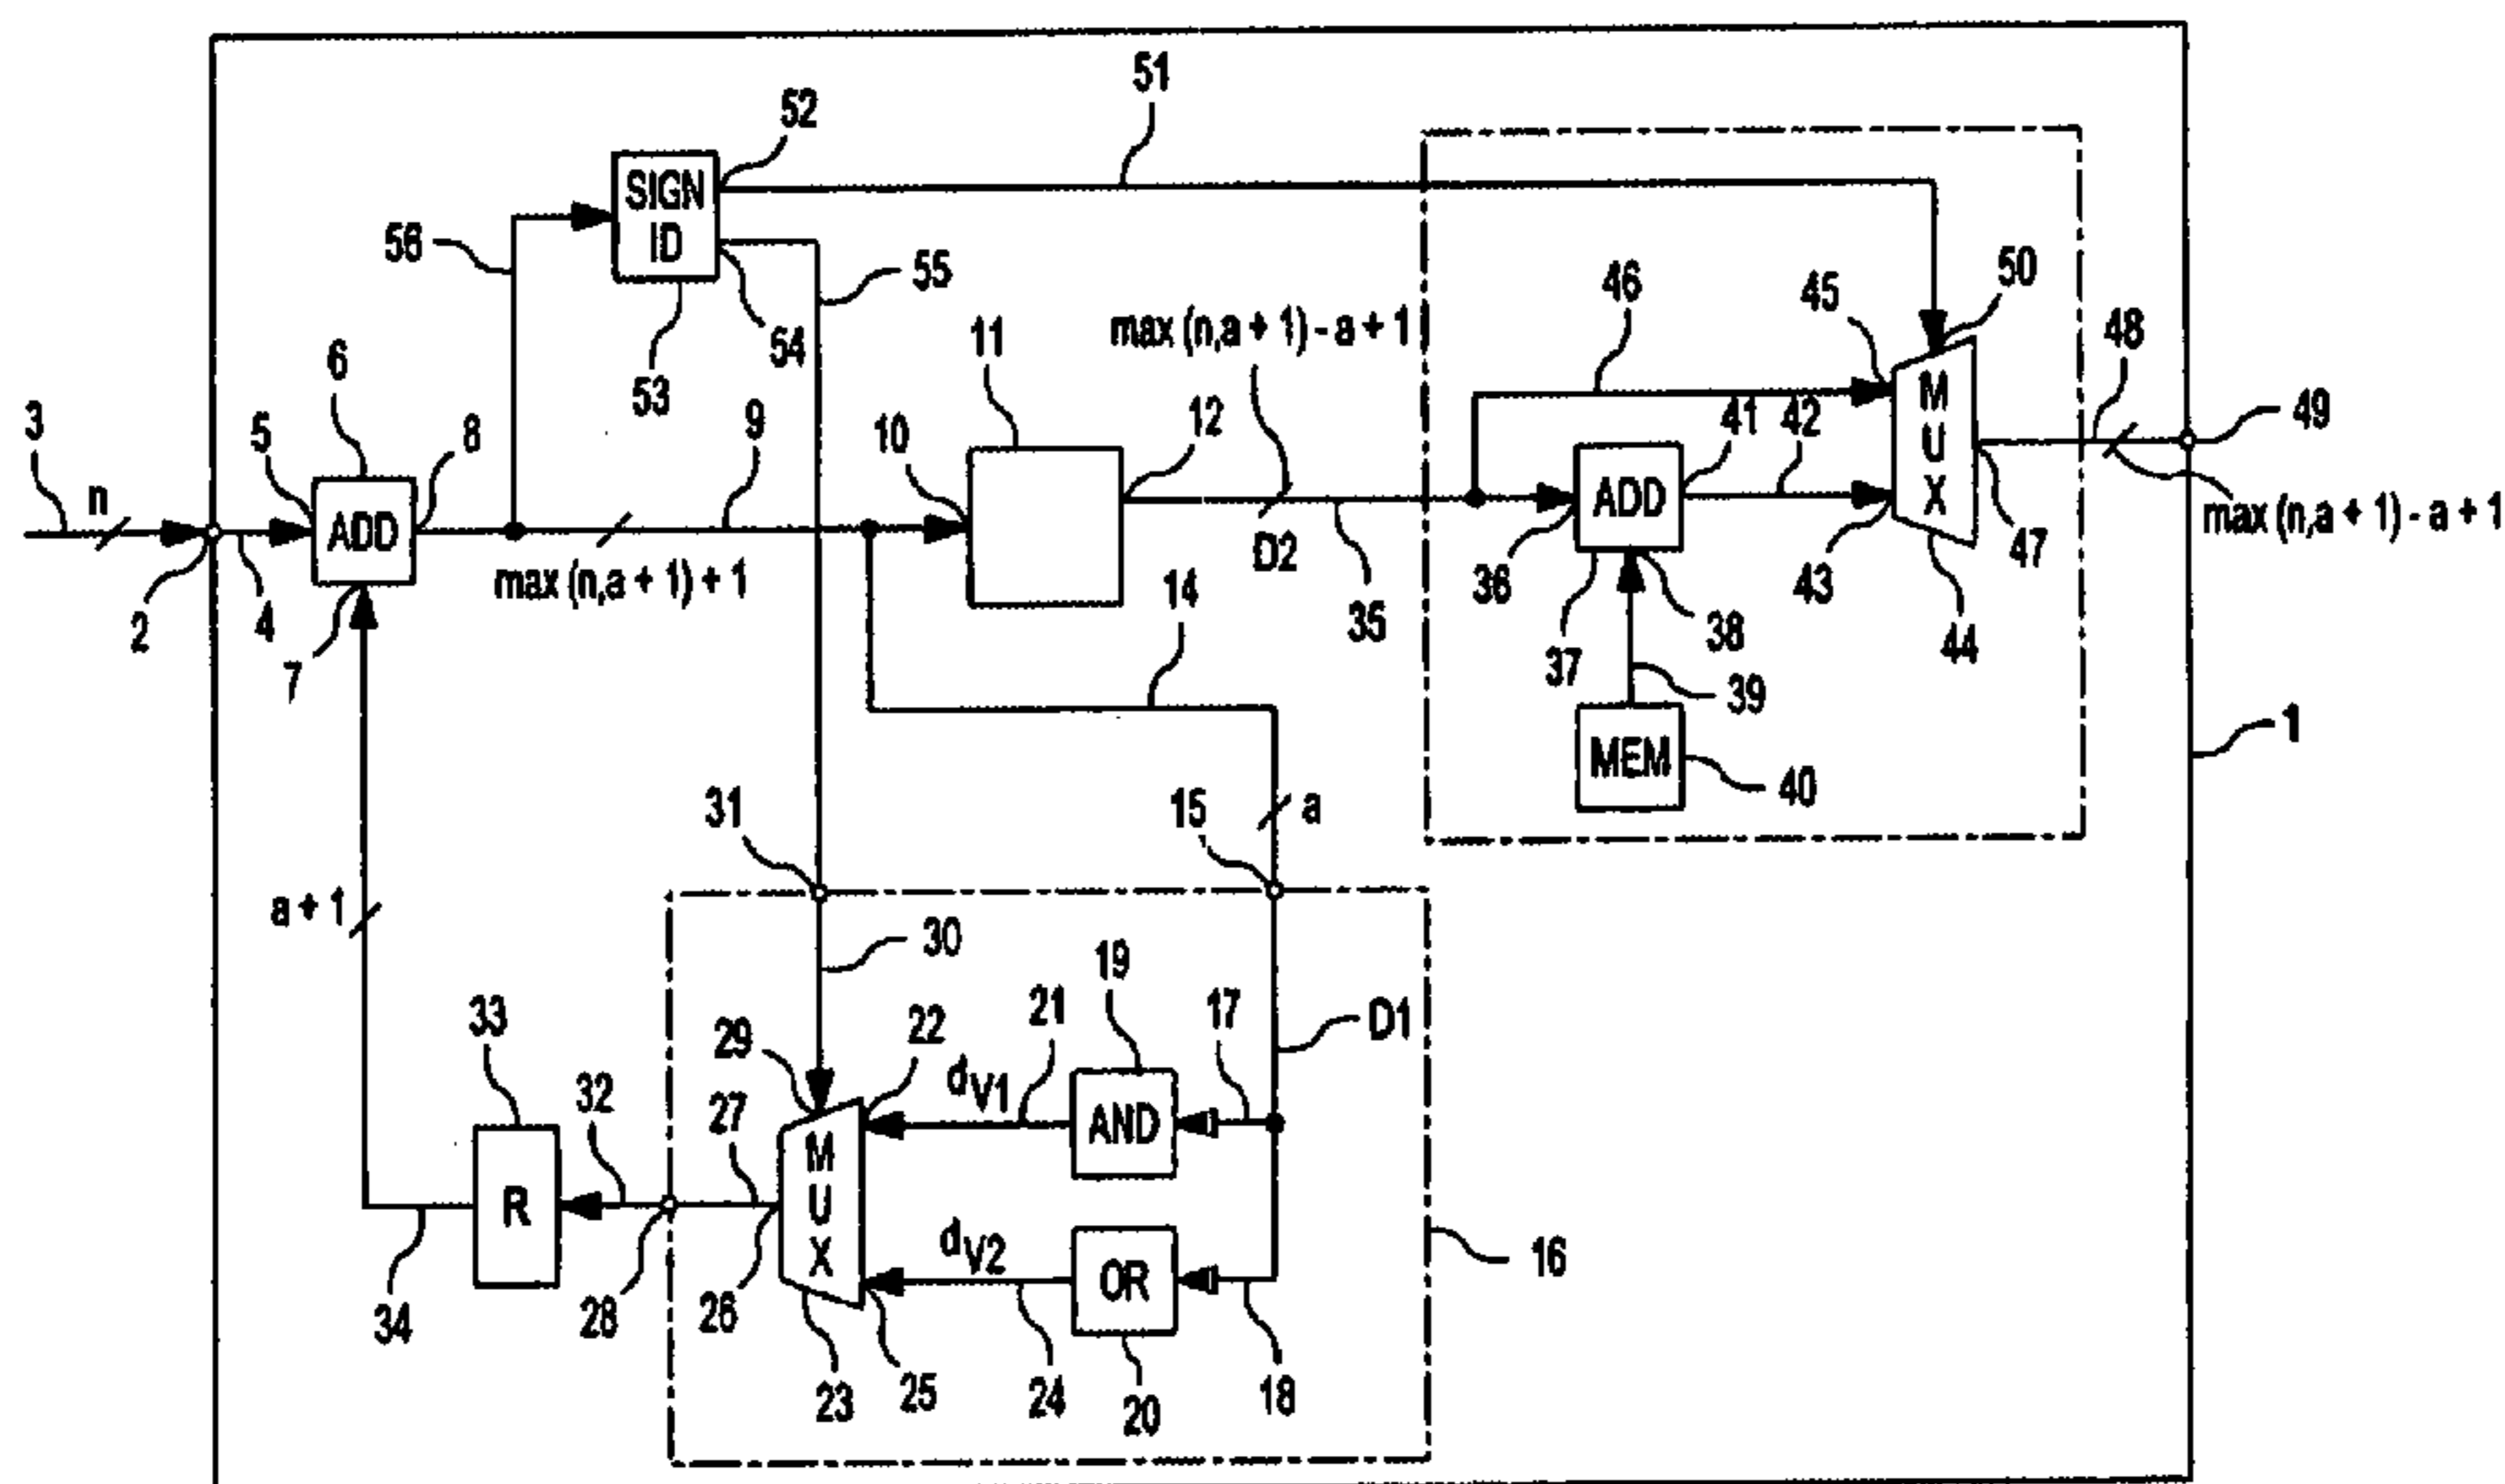 51
52
SIGN
ID
56
55
54
53
50
46
45
48
max (n,a + 1) - a + 1
11
6
3
n
5
8
9
10
12
41
42
M
U
X
49
ADD
ADD
max (n,a + 1) + 1
D2
36
43
47
max (n,a + 1) - a + 1
2
4
7
14
35
37
38
44
39
MEM
40
1
31
15
a
a + 1
30
19
21
17
D1
33
32
27
29
22
dV1
AND
M
U
X
R
dV2
OR
16
34
28
26
23
25
24
20
18